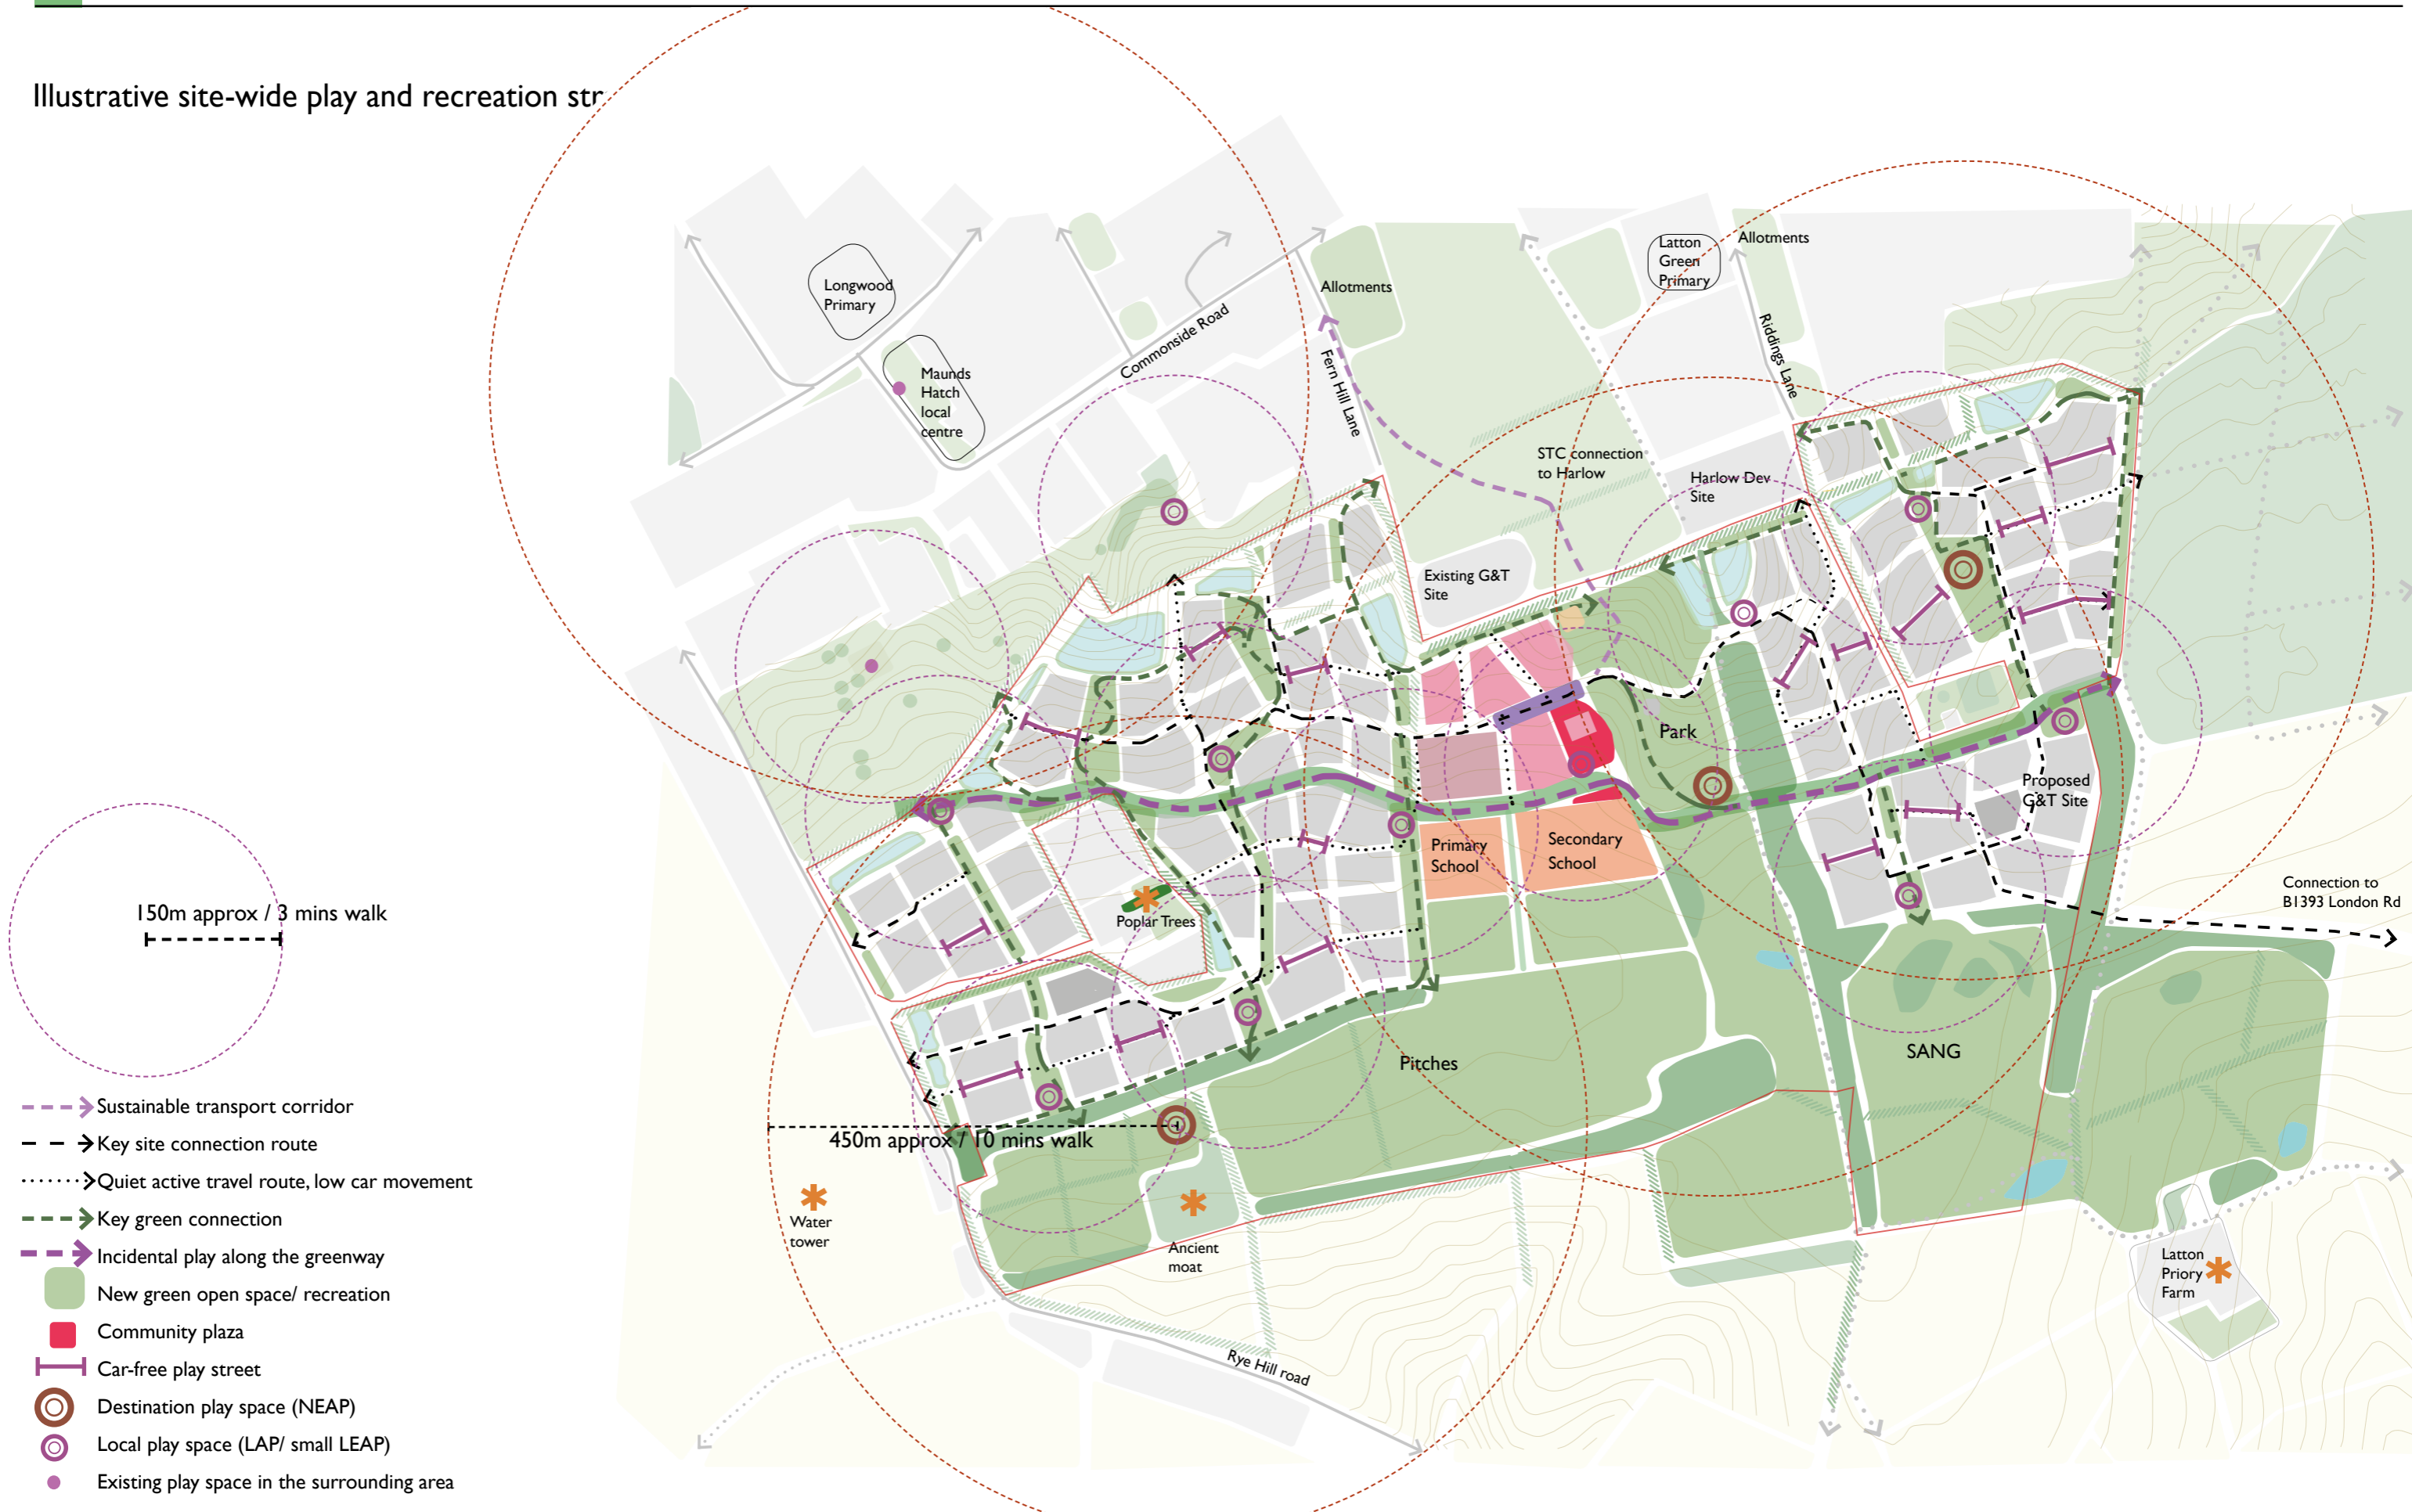 Illustrative site-wide play and recreation str
Longwood
Primary
Maunds
Hatch
local
centre
Commonside Road
Allotments
Fern Hill Lane
Latton
Green
Primary
Allotments
Riddings Lane
STC connection
to Harlow
Harlow Dev
Site
Existing G&T
Site
Park
Proposed
G&T Site
Primary
School
Secondary
School
Poplar Trees
Connection to
B1393 London Rd
Pitches
SANG
150m approx / 3 mins walk
450m approx / 10 mins walk
Water
tower
Ancient
moat
Latton
Priory
Farm
Rye Hill road
Sustainable transport corridor
Key site connection route
Quiet active travel route, low car movement
Key green connection
Incidental play along the greenway
New green open space/ recreation
Community plaza
Car-free play street
Destination play space (NEAP)
Local play space (LAP/ small LEAP)
Existing play space in the surrounding area